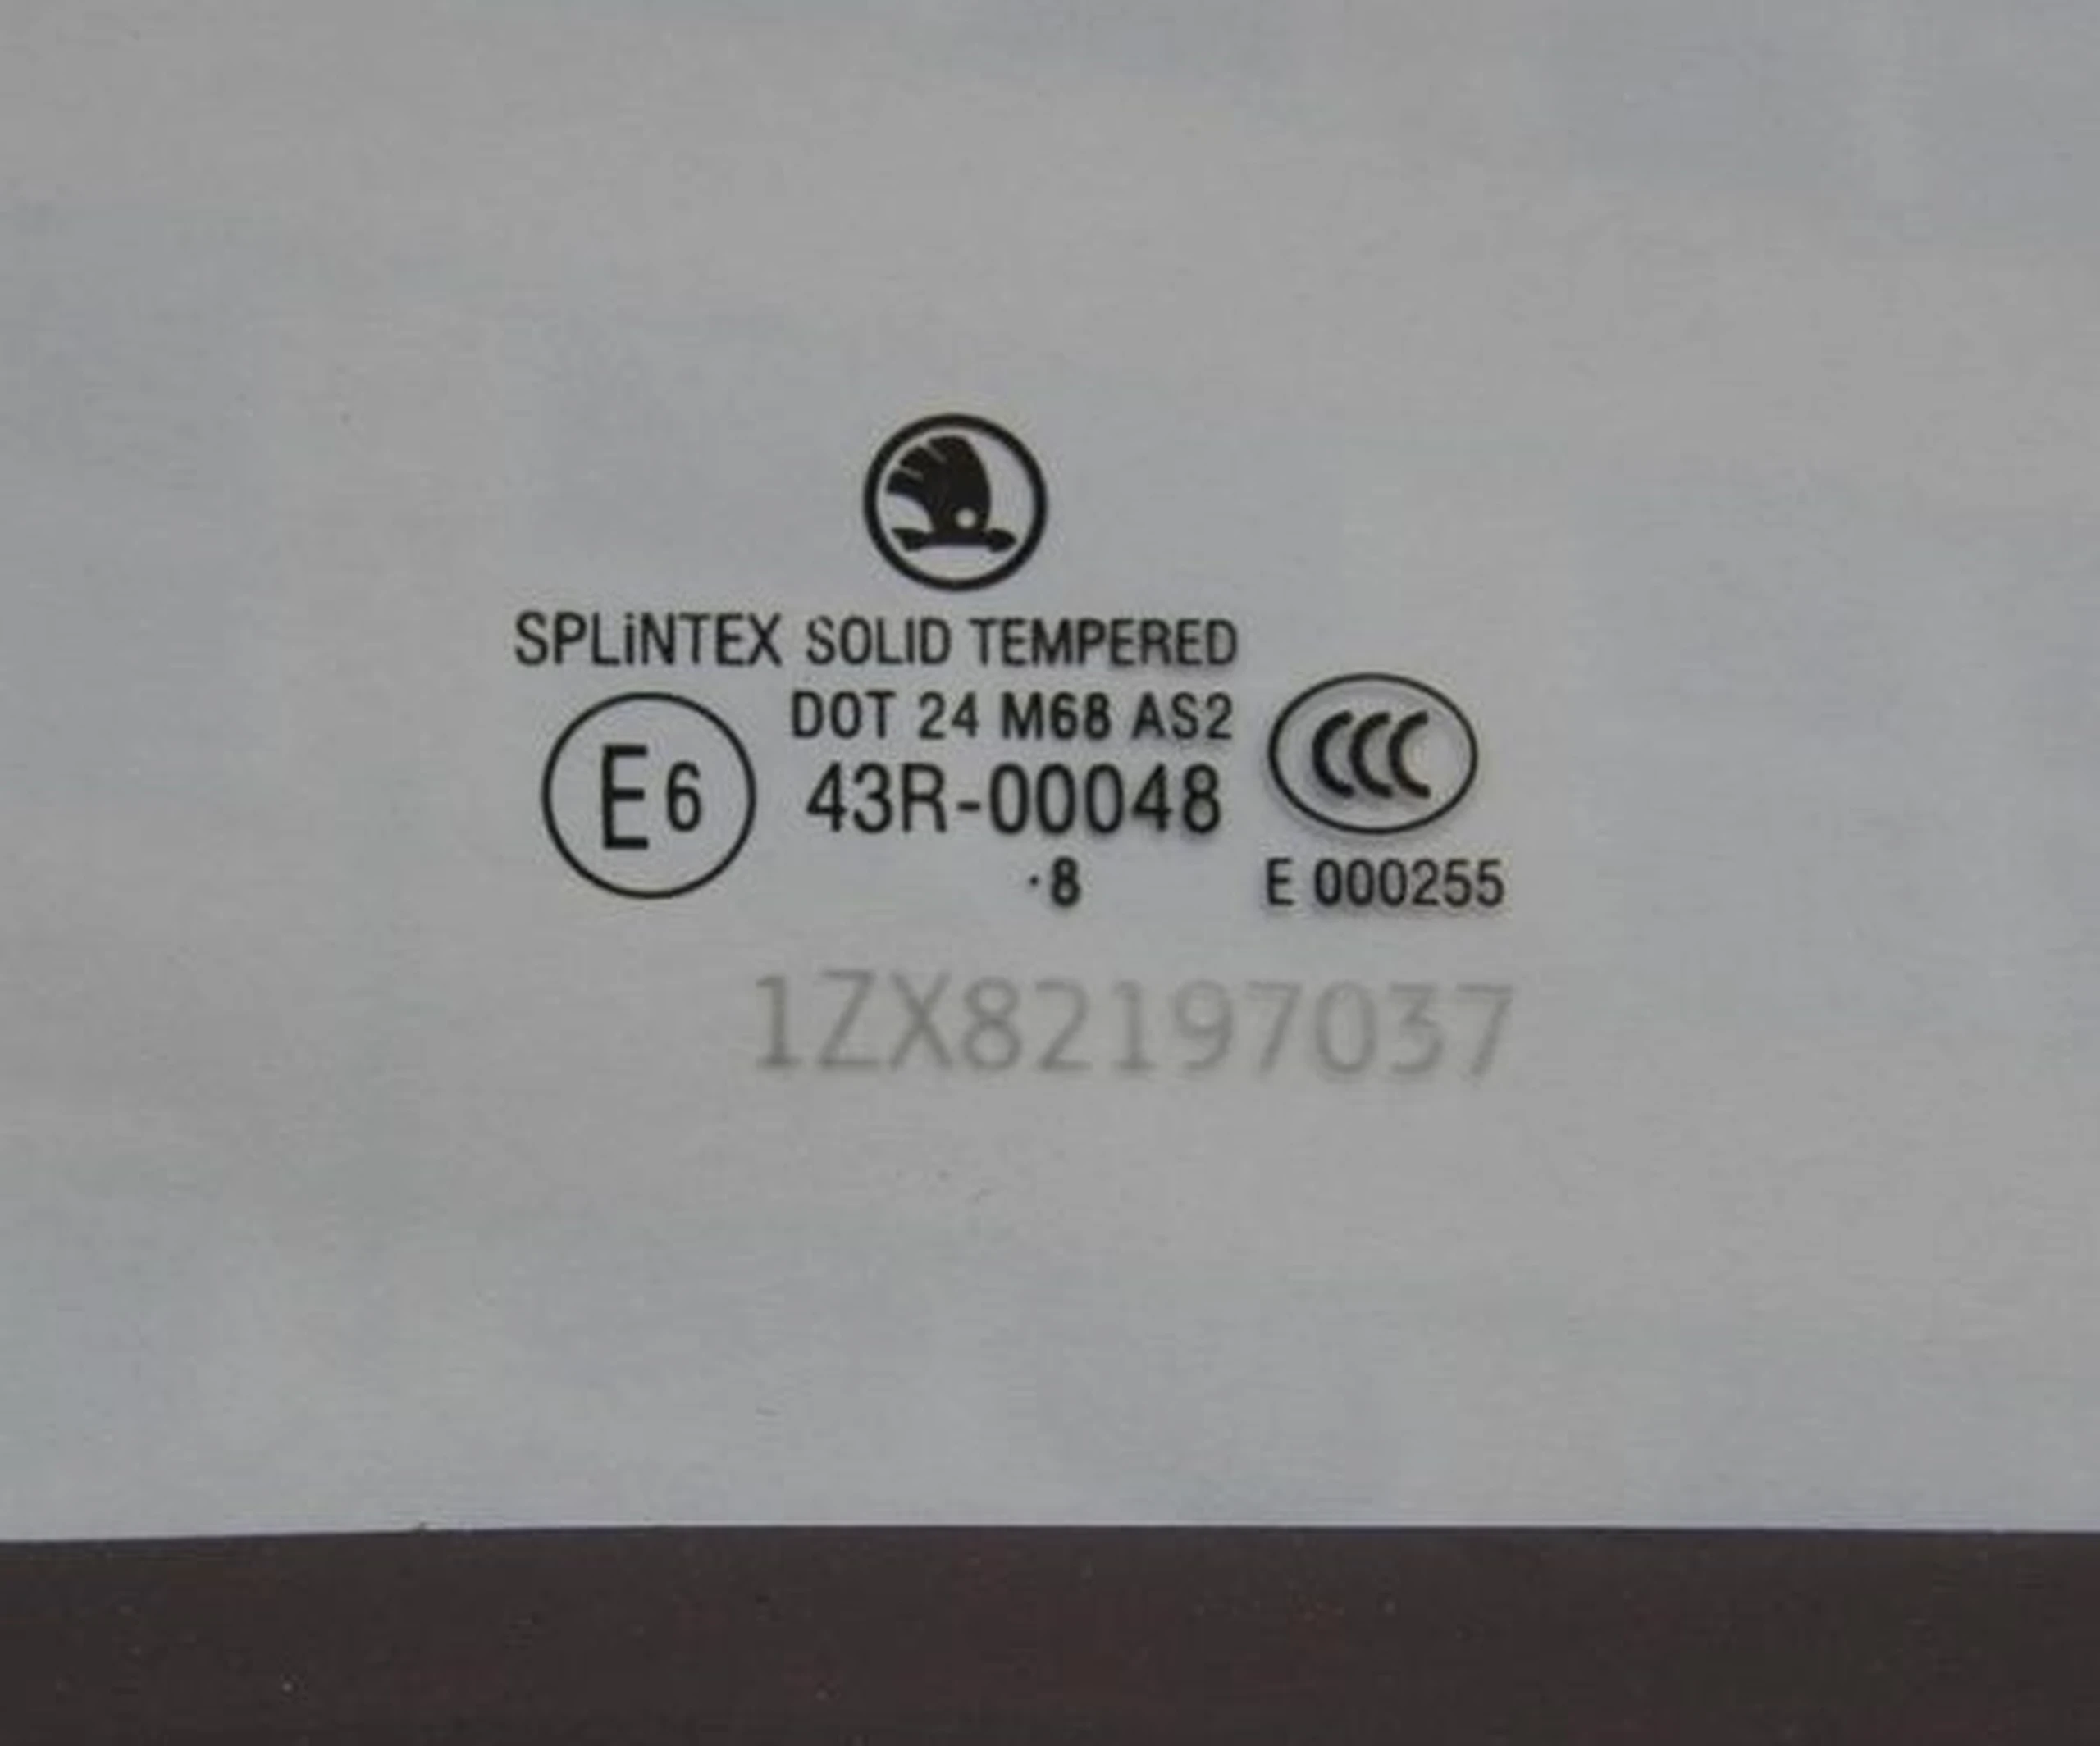 SPLiNTEX SOLID TEMPERED
DOT 24 M68 AS2
E6 43R-00048 CCC
·8 E 000255
1ZX82197037